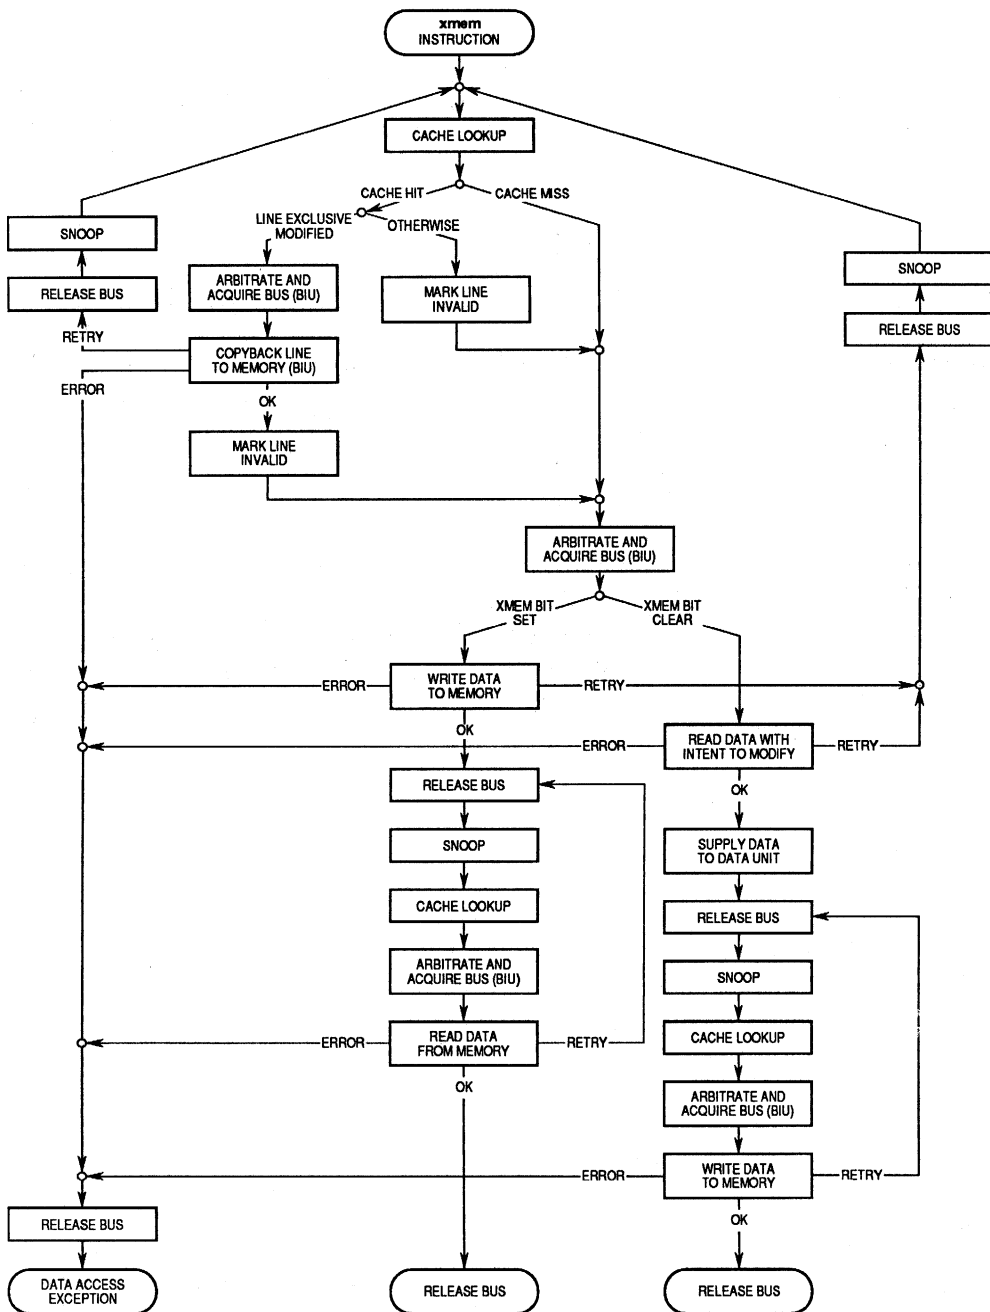 xmem
INSTRUCTION
CACHE LOOKUP
CACHE HIT
CACHE MISS
LINE EXCLUSIVE
MODIFIED
OTHERWISE
SNOOP
RELEASE BUS
RETRY
ERROR
ARBITRATE AND
ACQUIRE BUS (BIU)
MARK LINE
INVALID
COPYBACK LINE
TO MEMORY (BIU)
OK
MARK LINE
INVALID
SNOOP
RELEASE BUS
ARBITRATE AND
ACQUIRE BUS (BIU)
XMEM BIT
SET
XMEM BIT
CLEAR
ERROR
WRITE DATA
TO MEMORY
RETRY
OK
ERROR
READ DATA WITH
INTENT TO MODIFY
RETRY
OK
RELEASE BUS
SNOOP
CACHE LOOKUP
ARBITRATE AND
ACQUIRE BUS (BIU)
ERROR
READ DATA
FROM MEMORY
RETRY
OK
SUPPLY DATA
TO DATA UNIT
RELEASE BUS
SNOOP
CACHE LOOKUP
ARBITRATE AND
ACQUIRE BUS (BIU)
ERROR
WRITE DATA
TO MEMORY
RETRY
OK
RELEASE BUS
DATA ACCESS
EXCEPTION
RELEASE BUS
RELEASE BUS